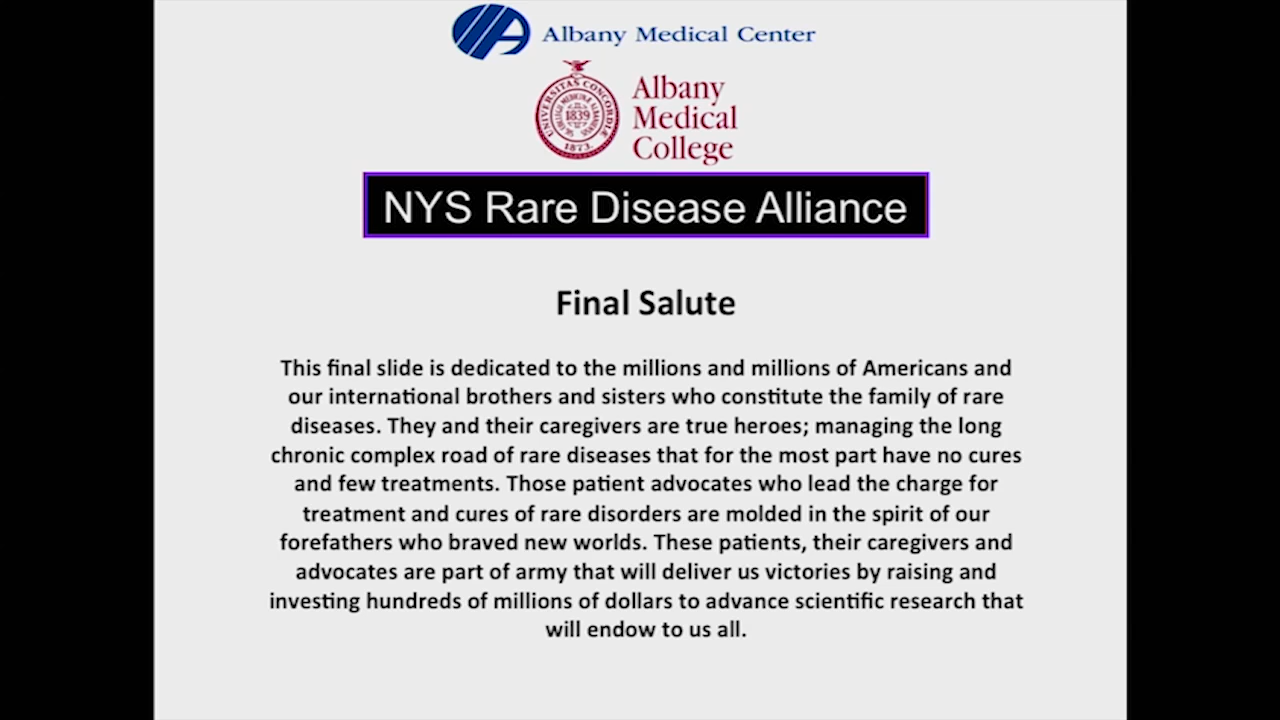 Albany Medical Center
UNIVERSITAS CONCORDIÆ
1839
1873.
Albany
Medical
College
NYS Rare Disease Alliance
Final Salute
This final slide is dedicated to the millions and millions of Americans and
our international brothers and sisters who constitute the family of rare
diseases. They and their caregivers are true heroes; managing the long
chronic complex road of rare diseases that for the most part have no cures
and few treatments. Those patient advocates who lead the charge for
treatment and cures of rare disorders are molded in the spirit of our
forefathers who braved new worlds. These patients, their caregivers and
advocates are part of army that will deliver us victories by raising and
investing hundreds of millions of dollars to advance scientific research that
will endow to us all.